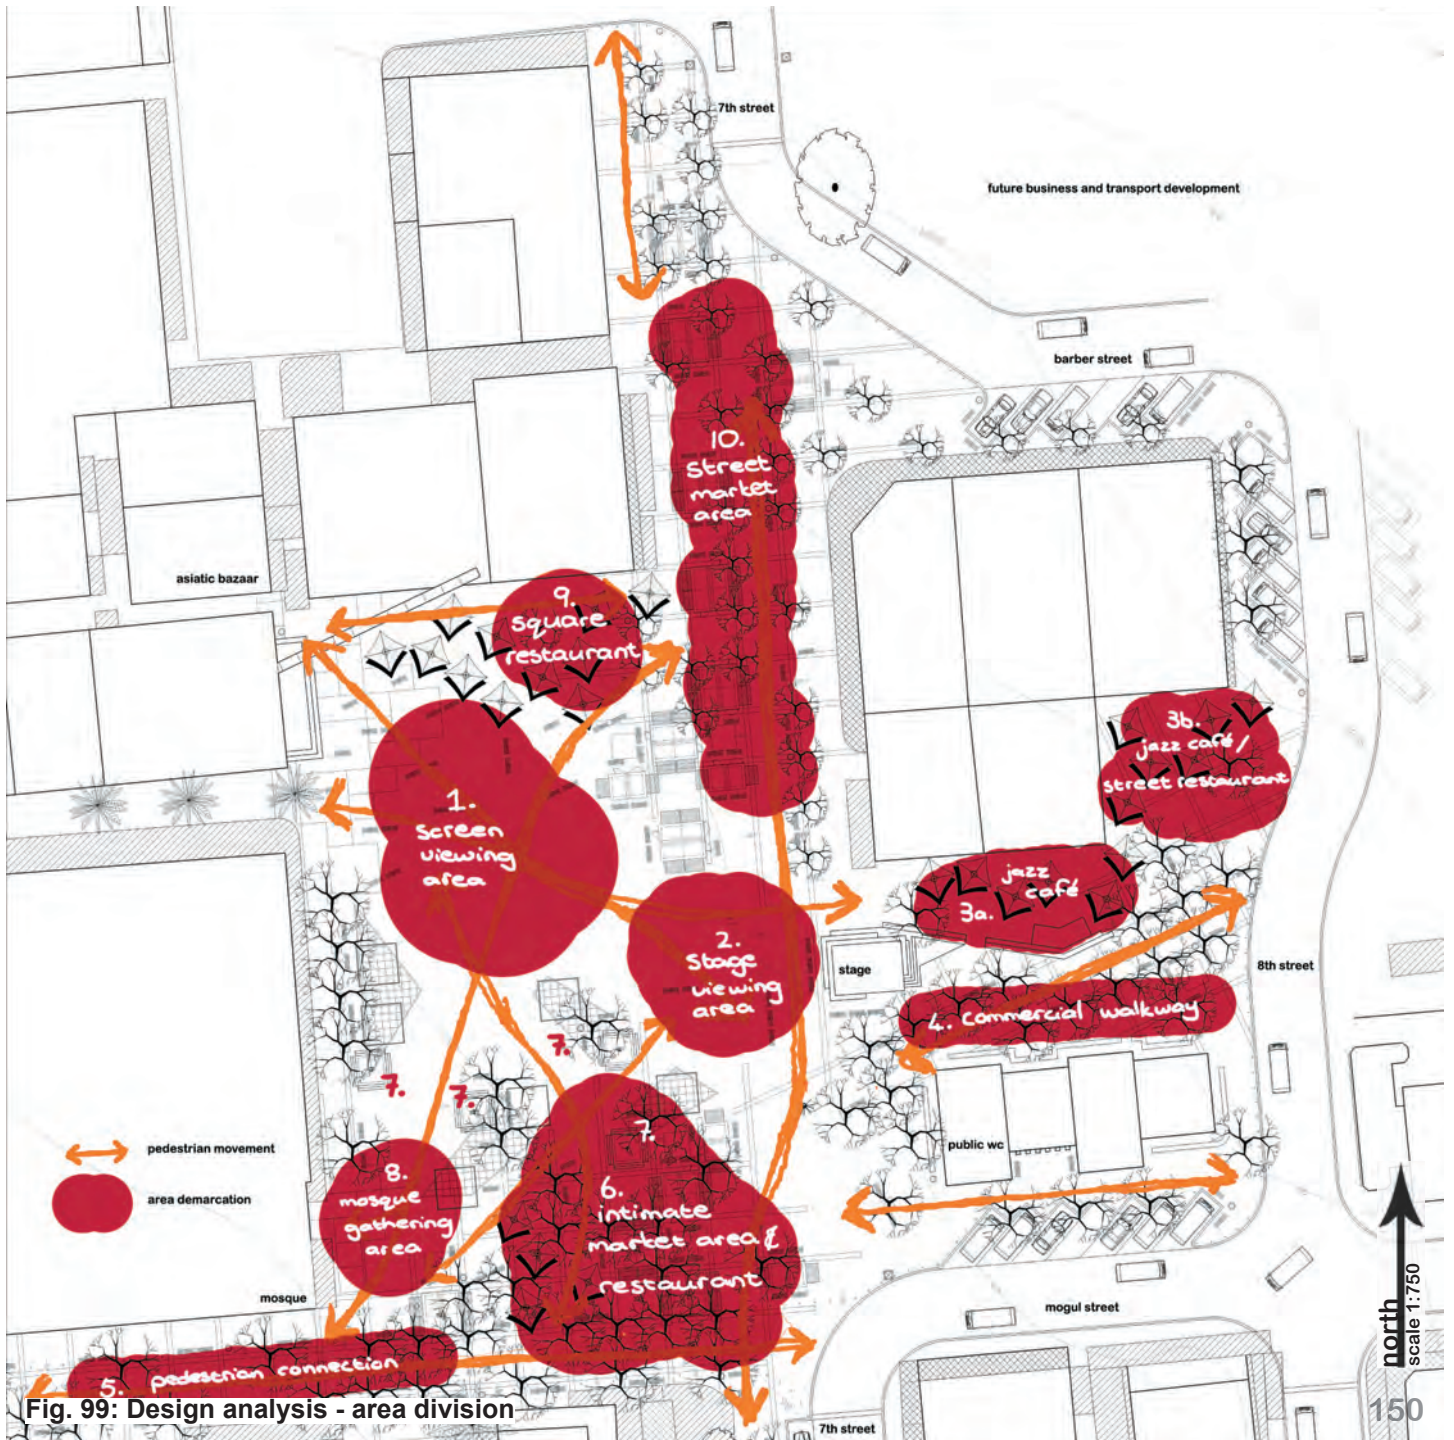 7th street
future business and transport development
barber street
10.
Street
market
area
asiatic bazaar
9.
square
restaurant
3b.
jazz café/
street restaurant
1.
Screen
viewing
area
jazz
café
3a.
2.
Stage
viewing
area
stage
8th street
4. commercial walkway
7.
7.
7.
7.
pedestrian movement
public wc
area demarcation
8.
mosque
gathering
area
6.
intimate
market area &
restaurant
mosque
mogul street
north
scale 1:750
5. pedestrian connection
Fig. 99: Design analysis - area division
7th street
150